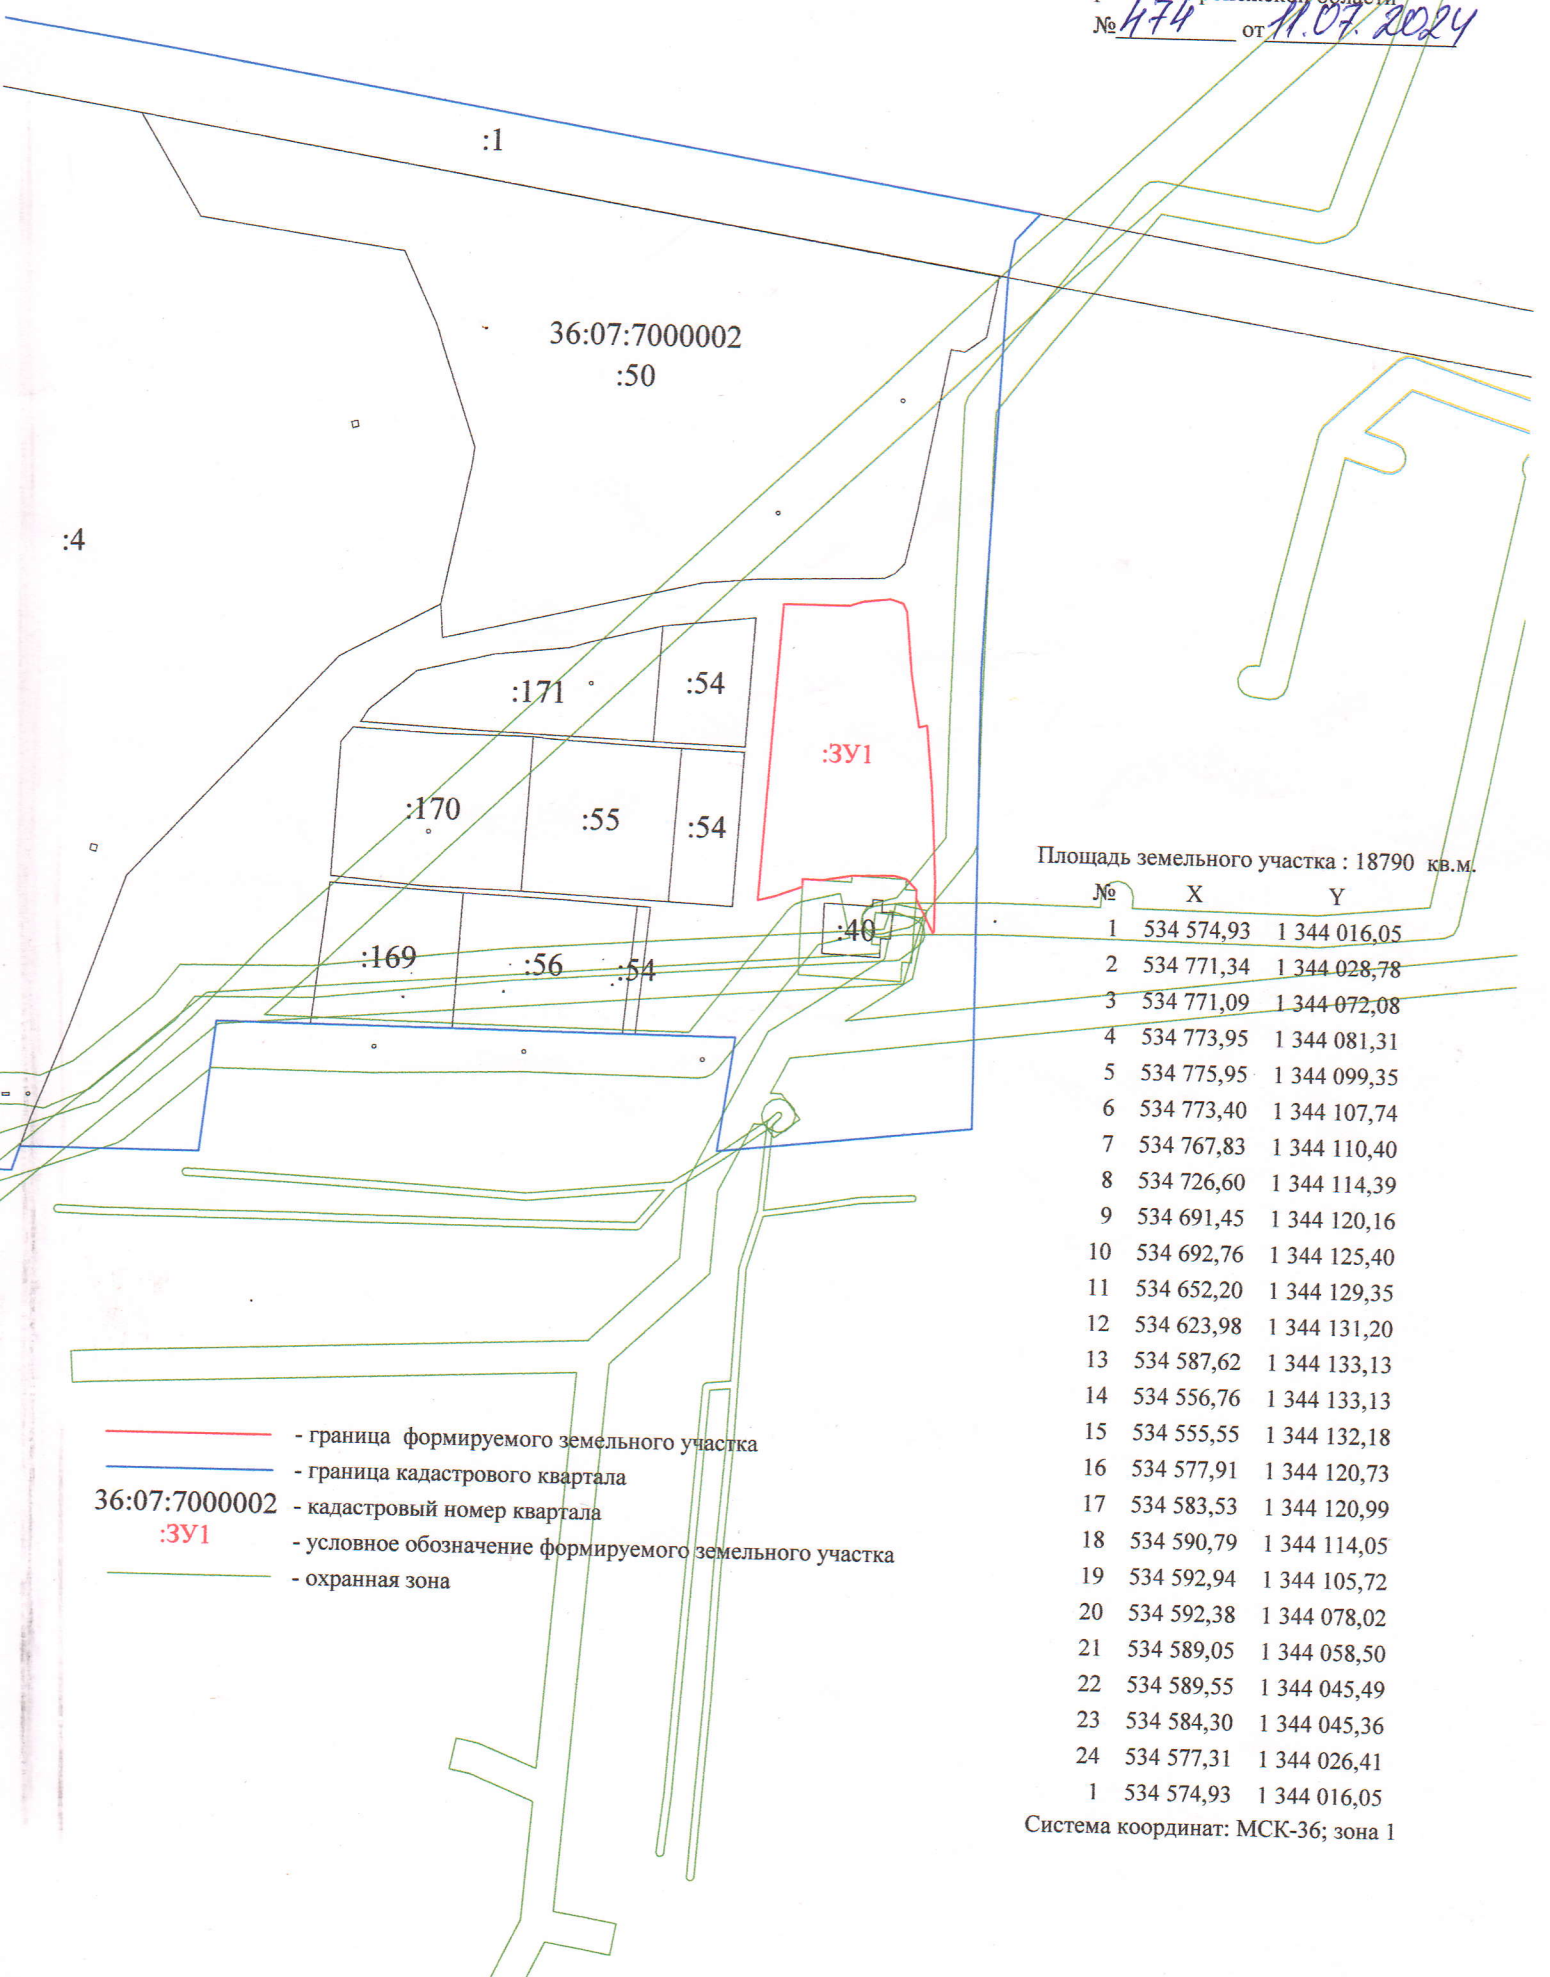 области
№ 474 от 11.07.2024
:1
36:07:7000002
:50
:4
:171
:54
:ЗУ1
:170
:55
:54
:40
:169
:56
:54
Площадь земельного участка : 18790 кв.м.
№ X Y
1 534 574,93 1 344 016,05
2 534 771,34 1 344 028,78
3 534 771,09 1 344 072,08
4 534 773,95 1 344 081,31
5 534 775,95 1 344 099,35
6 534 773,40 1 344 107,74
7 534 767,83 1 344 110,40
8 534 726,60 1 344 114,39
9 534 691,45 1 344 120,16
10 534 692,76 1 344 125,40
11 534 652,20 1 344 129,35
12 534 623,98 1 344 131,20
13 534 587,62 1 344 133,13
14 534 556,76 1 344 133,13
15 534 555,55 1 344 132,18
16 534 577,91 1 344 120,73
17 534 583,53 1 344 120,99
18 534 590,79 1 344 114,05
19 534 592,94 1 344 105,72
20 534 592,38 1 344 078,02
21 534 589,05 1 344 058,50
22 534 589,55 1 344 045,49
23 534 584,30 1 344 045,36
24 534 577,31 1 344 026,41
1 534 574,93 1 344 016,05
Система координат: МСК-36; зона 1
- граница формируемого земельного участка
- граница кадастрового квартала
36:07:7000002 - кадастровый номер квартала
:ЗУ1 - условное обозначение формируемого земельного участка
- охранная зона